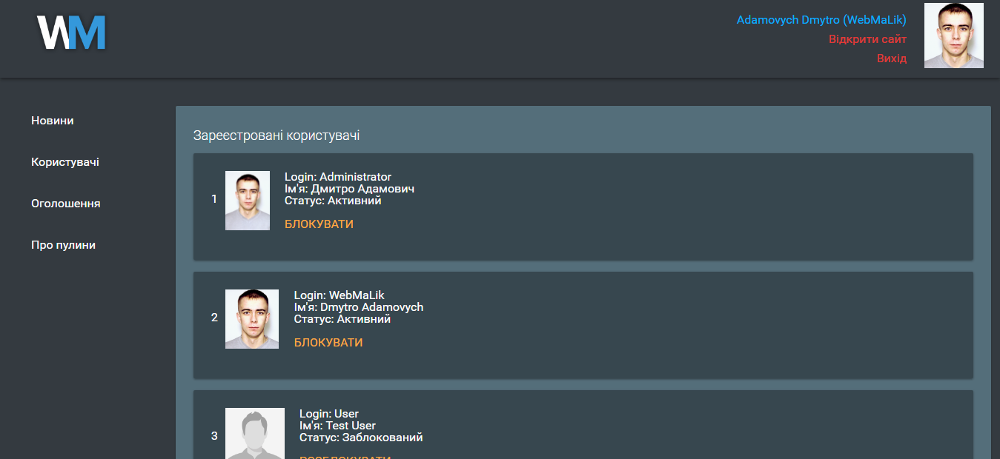 WM
Adamovych Dmytro (WebMaLik)
Відкрити сайт
Вихід
Новини
Користувачі
Оголошення
Про пулини
Зареєстровані користувачі
1
Login: Administrator
Ім'я: Дмитро Адамович
Статус: Активний
БЛОКУВАТИ
2
Login: WebMaLik
Ім'я: Dmytro Adamovych
Статус: Активний
БЛОКУВАТИ
3
Login: User
Ім'я: Test User
Статус: Заблокований
РОЗБЛОКУВАТИ